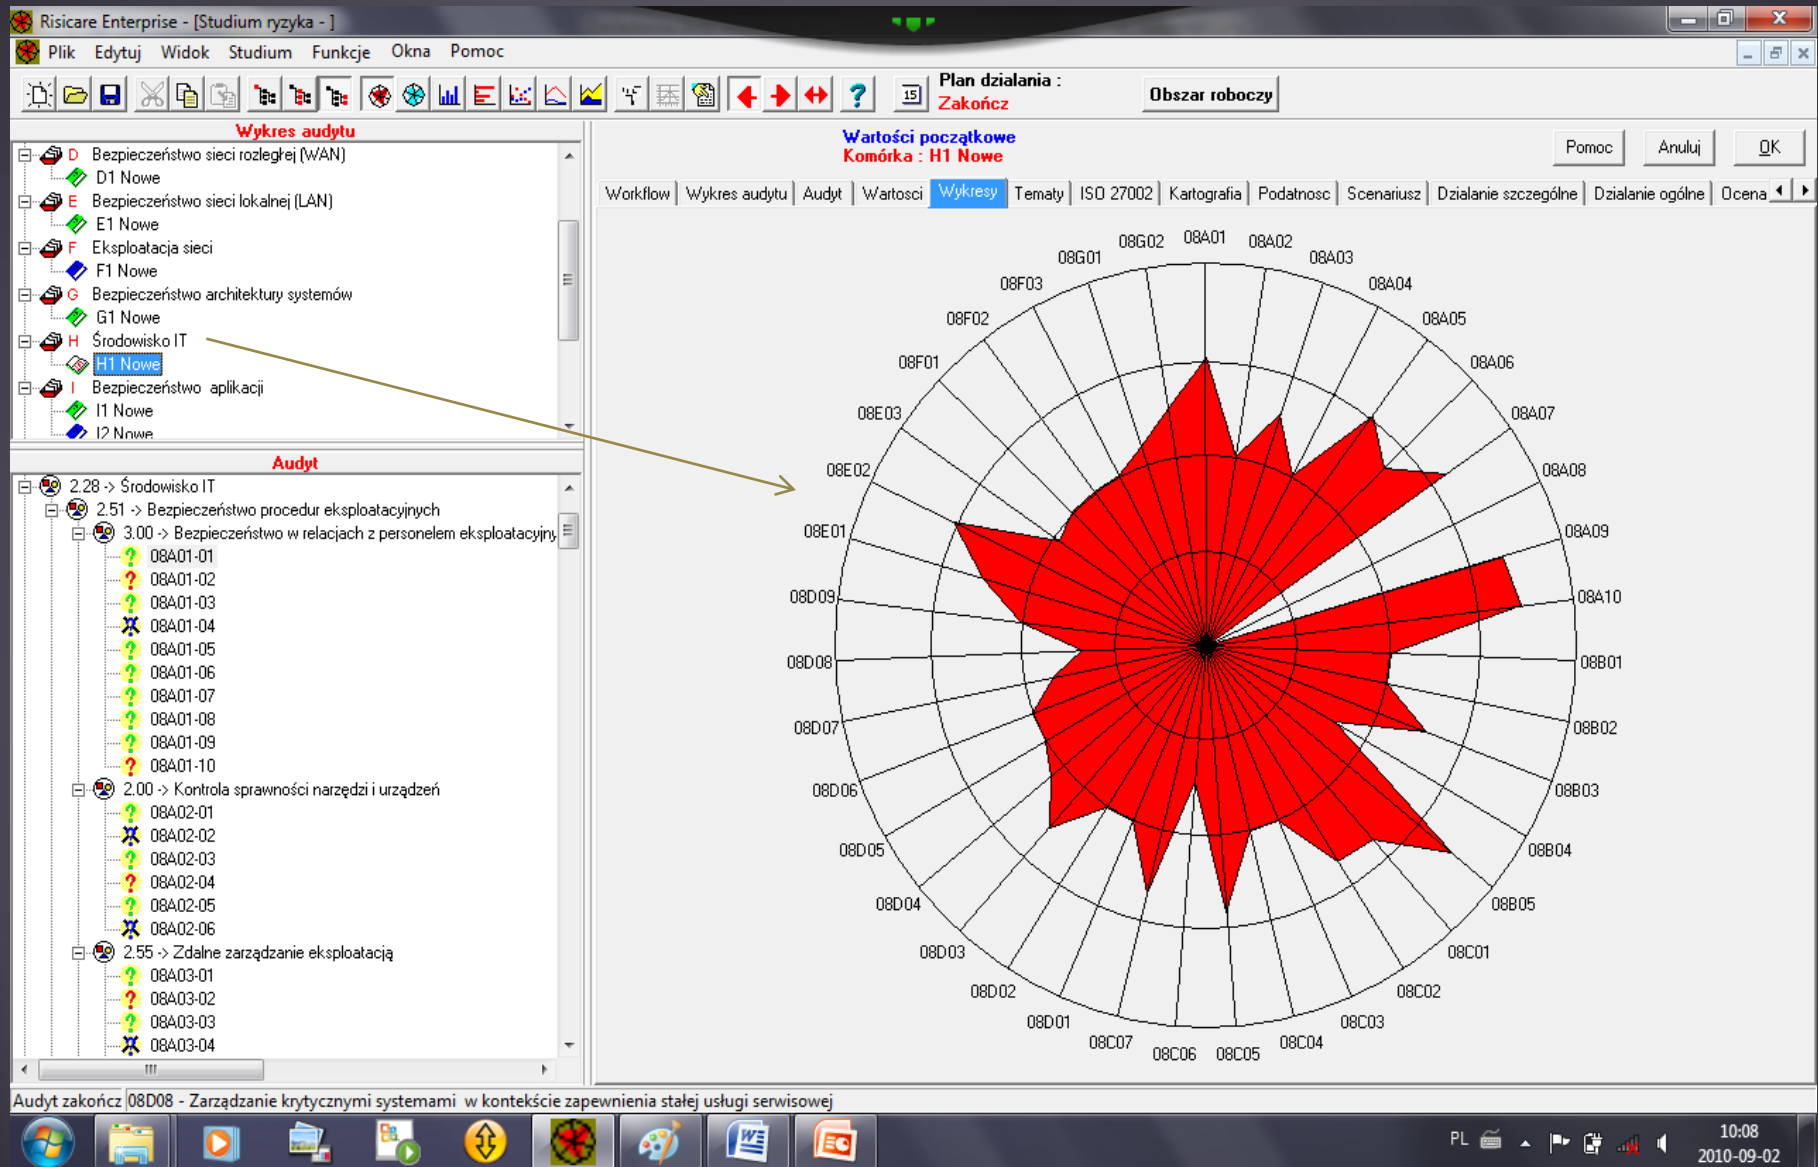 Risicare Enterprise - [Studium ryzyka - ]
Plik Edytuj Widok Studium Funkcje Okna Pomoc
15 Plan dzialania :
Zakończ
Obszar roboczy
Wykres audytu
D Bezpieczeństwo sieci rozległej (WAN)
D1 Nowe
E Bezpieczeństwo sieci lokalnej (LAN)
E1 Nowe
F Eksploatacja sieci
F1 Nowe
G Bezpieczeństwo architektury systemów
G1 Nowe
H Środowisko IT
H1 Nowe
I Bezpieczeństwo aplikacji
I1 Nowe
I2 Nowe
Audyt
2.28 -> Środowisko IT
2.51 -> Bezpieczeństwo procedur eksploatacyjnych
3.00 -> Bezpieczeństwo w relacjach z personelem eksploatacyjny
08A01-01
08A01-02
08A01-03
08A01-04
08A01-05
08A01-06
08A01-07
08A01-08
08A01-09
08A01-10
2.00 -> Kontrola sprawności narzędzi i urządzeń
08A02-01
08A02-02
08A02-03
08A02-04
08A02-05
08A02-06
2.55 -> Zdalne zarządzanie eksploatacją
08A03-01
08A03-02
08A03-03
08A03-04
Wartości początkowe
Komórka : H1 Nowe
Pomoc Anuluj OK
Workflow Wykres audytu Audyt Wartosci Wykresy Tematy ISO 27002 Kartografia Podatnosc Scenariusz Dzialanie szczególne Dzialanie ogólne Ocena
08A01
08A02
08A03
08A04
08A05
08A06
08A07
08A08
08A09
08A10
08B01
08B02
08B03
08B04
08B05
08C01
08C02
08C03
08C04
08C05
08C06
08C07
08D01
08D02
08D03
08D04
08D05
08D06
08D07
08D08
08D09
08E01
08E02
08E03
08F01
08F02
08F03
08G01
08G02
Audyt zakończ 08D08 - Zarządzanie krytycznymi systemami w kontekście zapewnienia stałej usługi serwisowej
PL 10:08
2010-09-02